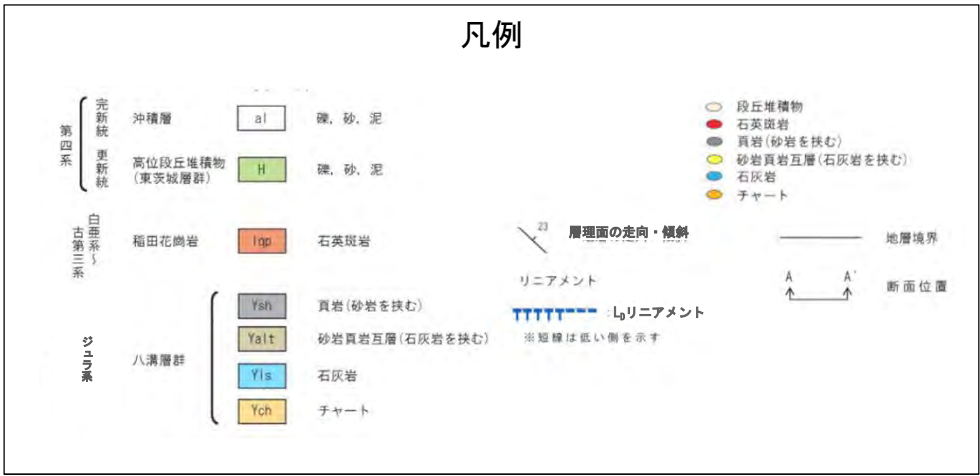 凡例
第四系
完新統
更新統
沖積層
al
礫，砂，泥
高位段丘堆積物
(東茨城層群)
H
礫，砂，泥
白亜系～
古第三系
稲田花崗岩
Iqp
石英斑岩
ジュラ系
八溝層群
Ysh
頁岩(砂岩を挟む)
Yalt
砂岩頁岩互層(石灰岩を挟む)
Yls
石灰岩
Ych
チャート
23
層理面の走向・傾斜
リニアメント
:LDリニアメント
※短線は低い側を示す
段丘堆積物
石英斑岩
頁岩(砂岩を挟む)
砂岩頁岩互層(石灰岩を挟む)
石灰岩
チャート
地層境界
A A'
断面位置